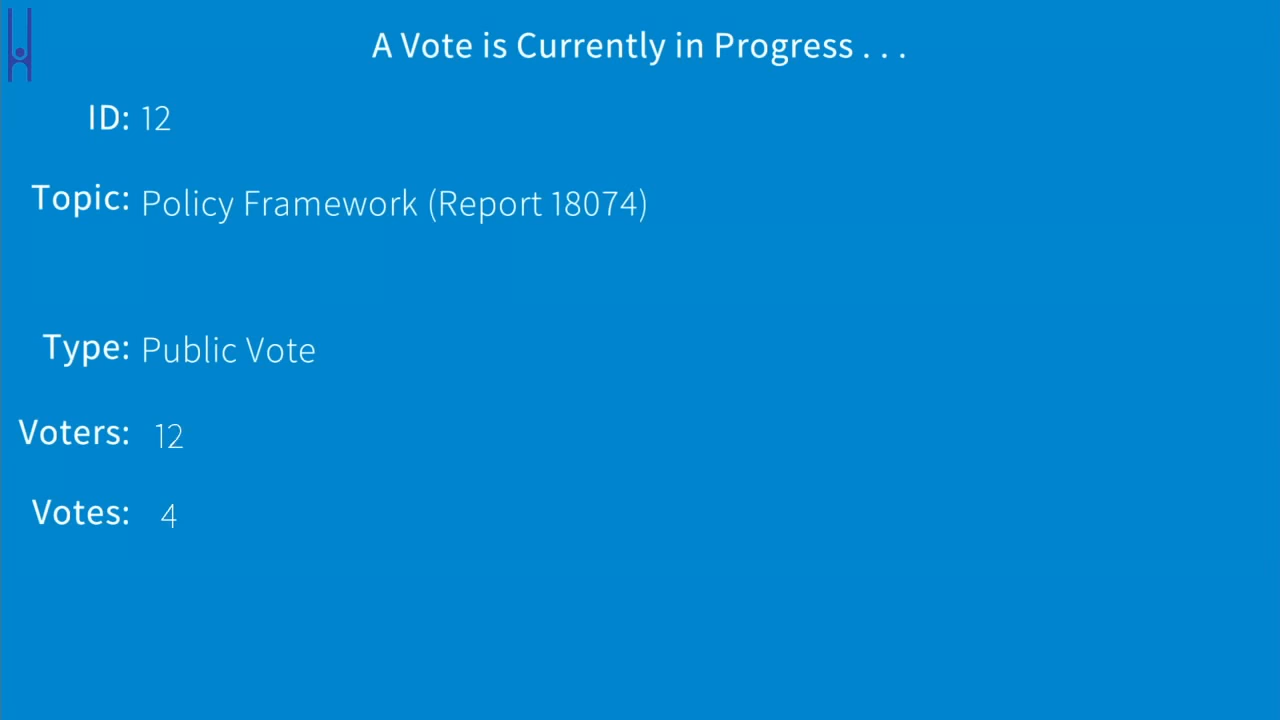 A Vote is Currently in Progress . . .
ID: 12
Topic: Policy Framework (Report 18074)
Type: Public Vote
Voters: 12
Votes: 4